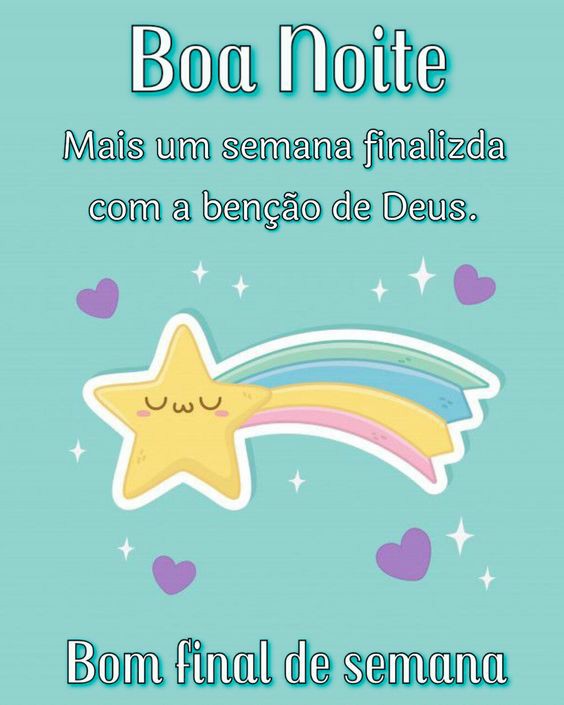 Boa Noite
Mais um semana finalizda
com a benção de Deus.
Bom final de semana